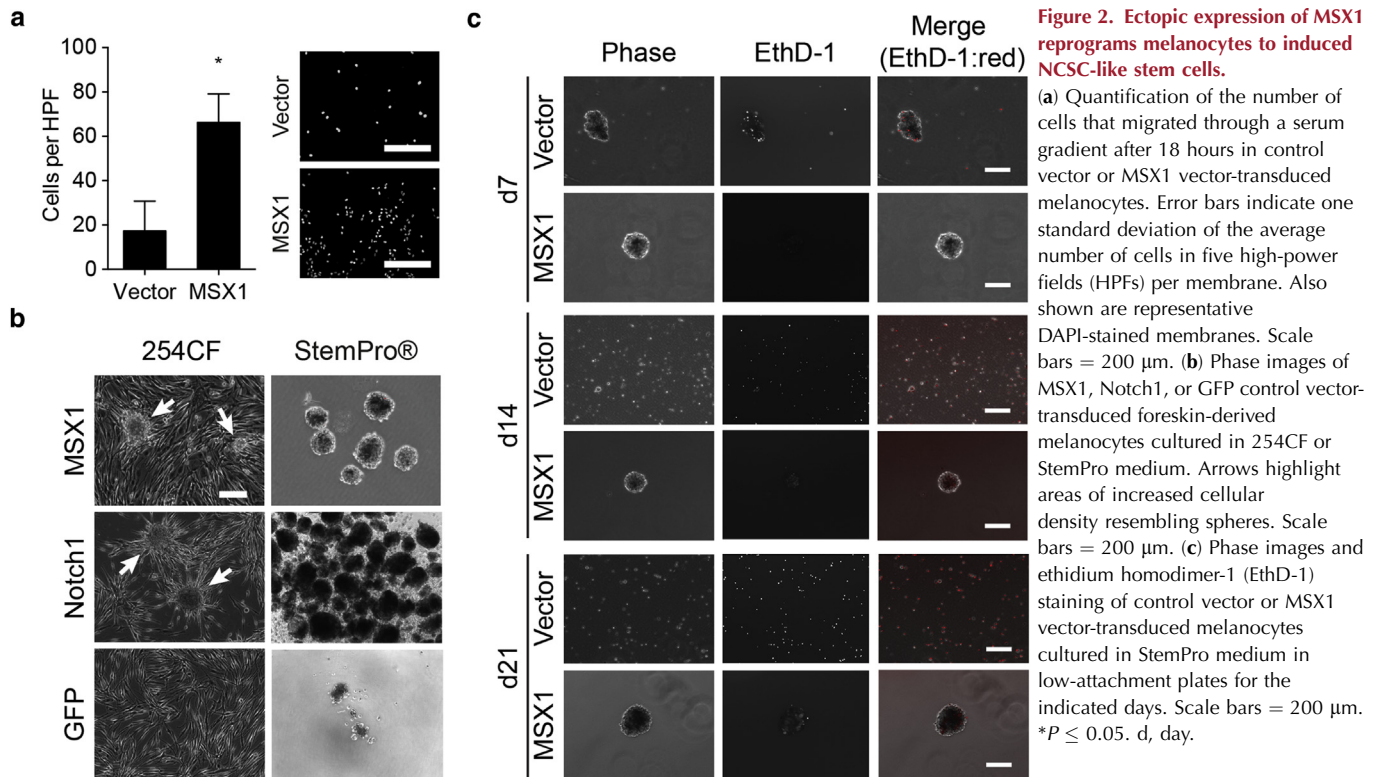 a
100
80
60
40
20
0
Cells per HPF
*
Vector
MSX1
Vector
MSX1
b
254CF
StemPro®
MSX1
Notch1
GFP
c
Phase
EthD-1
Merge
(EthD-1:red)
d7
Vector
MSX1
d14
Vector
MSX1
d21
Vector
MSX1
Figure 2. Ectopic expression of MSX1
reprograms melanocytes to induced
NCSC-like stem cells.
(a) Quantification of the number of
cells that migrated through a serum
gradient after 18 hours in control
vector or MSX1 vector-transduced
melanocytes. Error bars indicate one
standard deviation of the average
number of cells in five high-power
fields (HPFs) per membrane. Also
shown are representative
DAPI-stained membranes. Scale
bars = 200 μm. (b) Phase images of
MSX1, Notch1, or GFP control vector-
transduced foreskin-derived
melanocytes cultured in 254CF or
StemPro medium. Arrows highlight
areas of increased cellular
density resembling spheres. Scale
bars = 200 μm. (c) Phase images and
ethidium homodimer-1 (EthD-1)
staining of control vector or MSX1
vector-transduced melanocytes
cultured in StemPro medium in
low-attachment plates for the
indicated days. Scale bars = 200 μm.
*P ≤ 0.05. d, day.